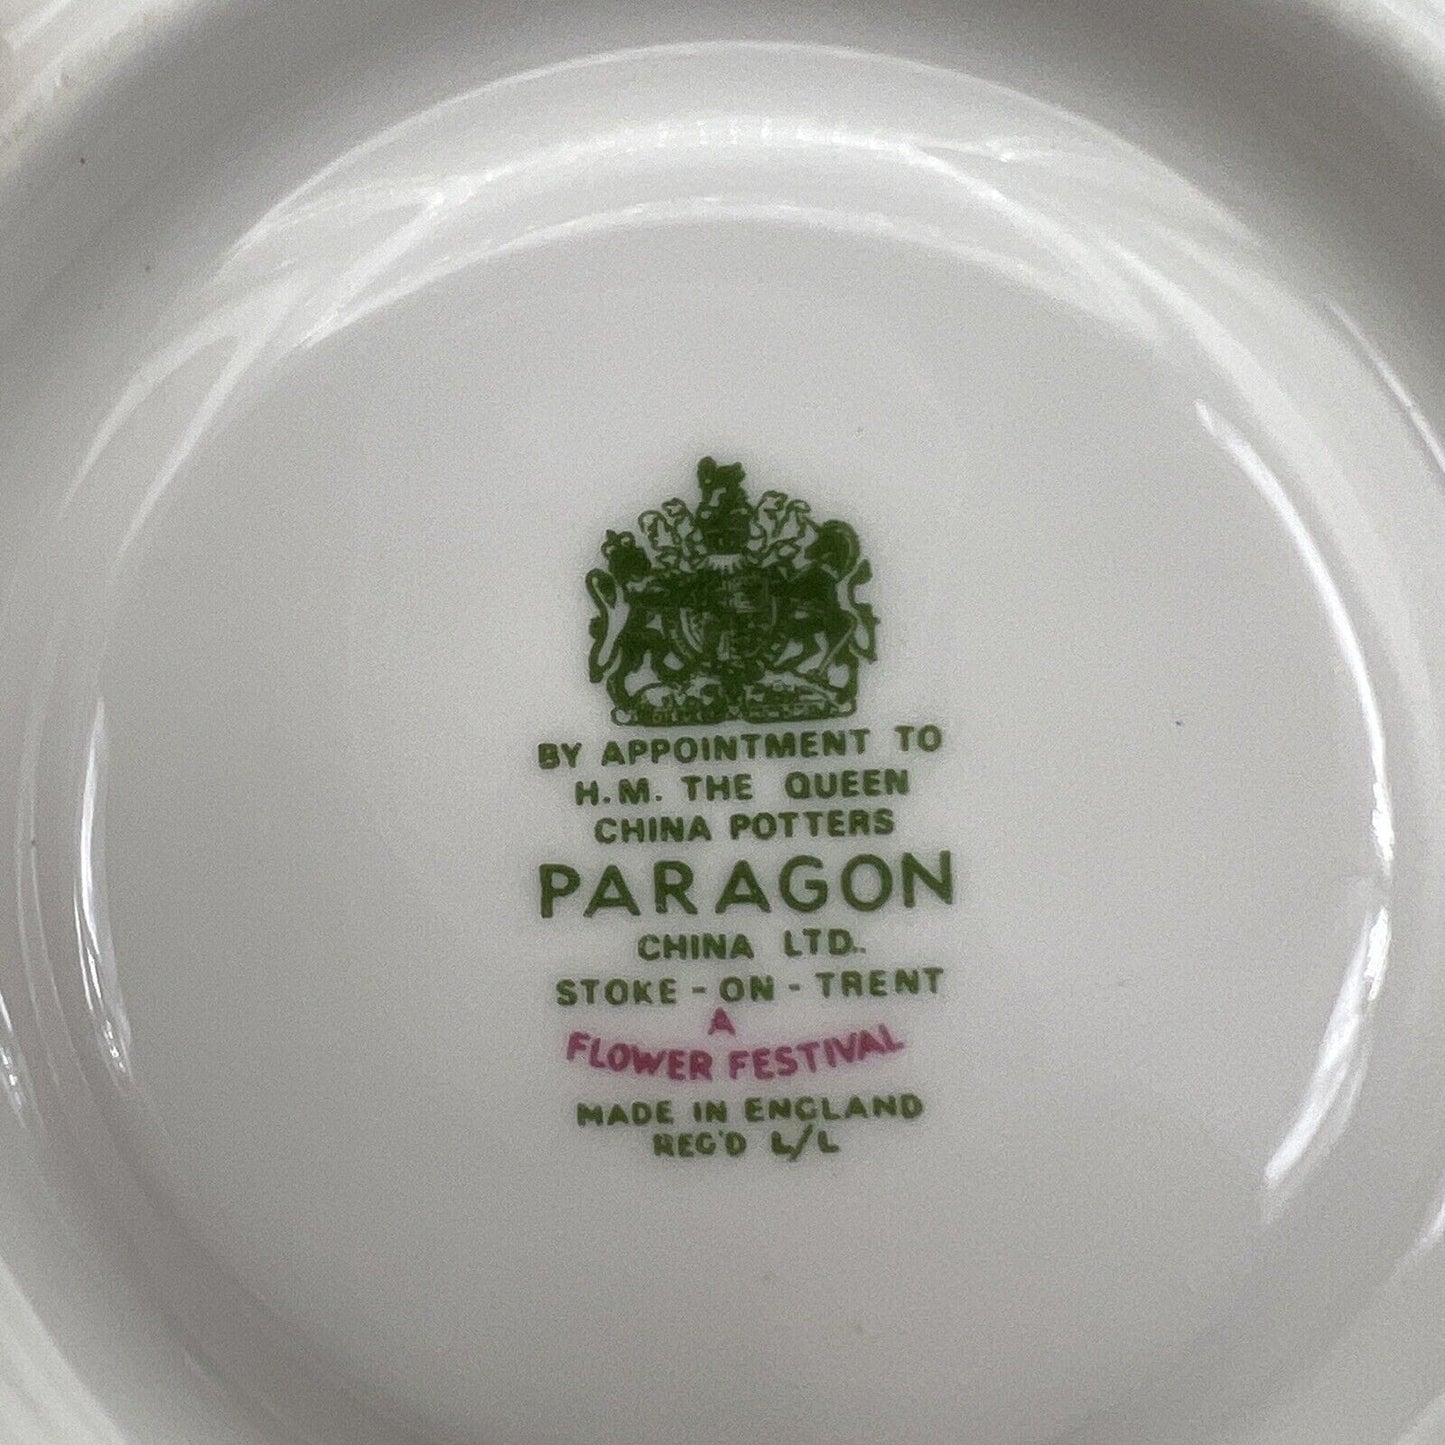 BY APPOINTMENT TO
H.M. THE QUEEN
CHINA POTTERS
PARAGON
CHINA LTD.
STOKE - ON - TRENT
A
FLOWER FESTIVAL
MADE IN ENGLAND
REG'D L/L